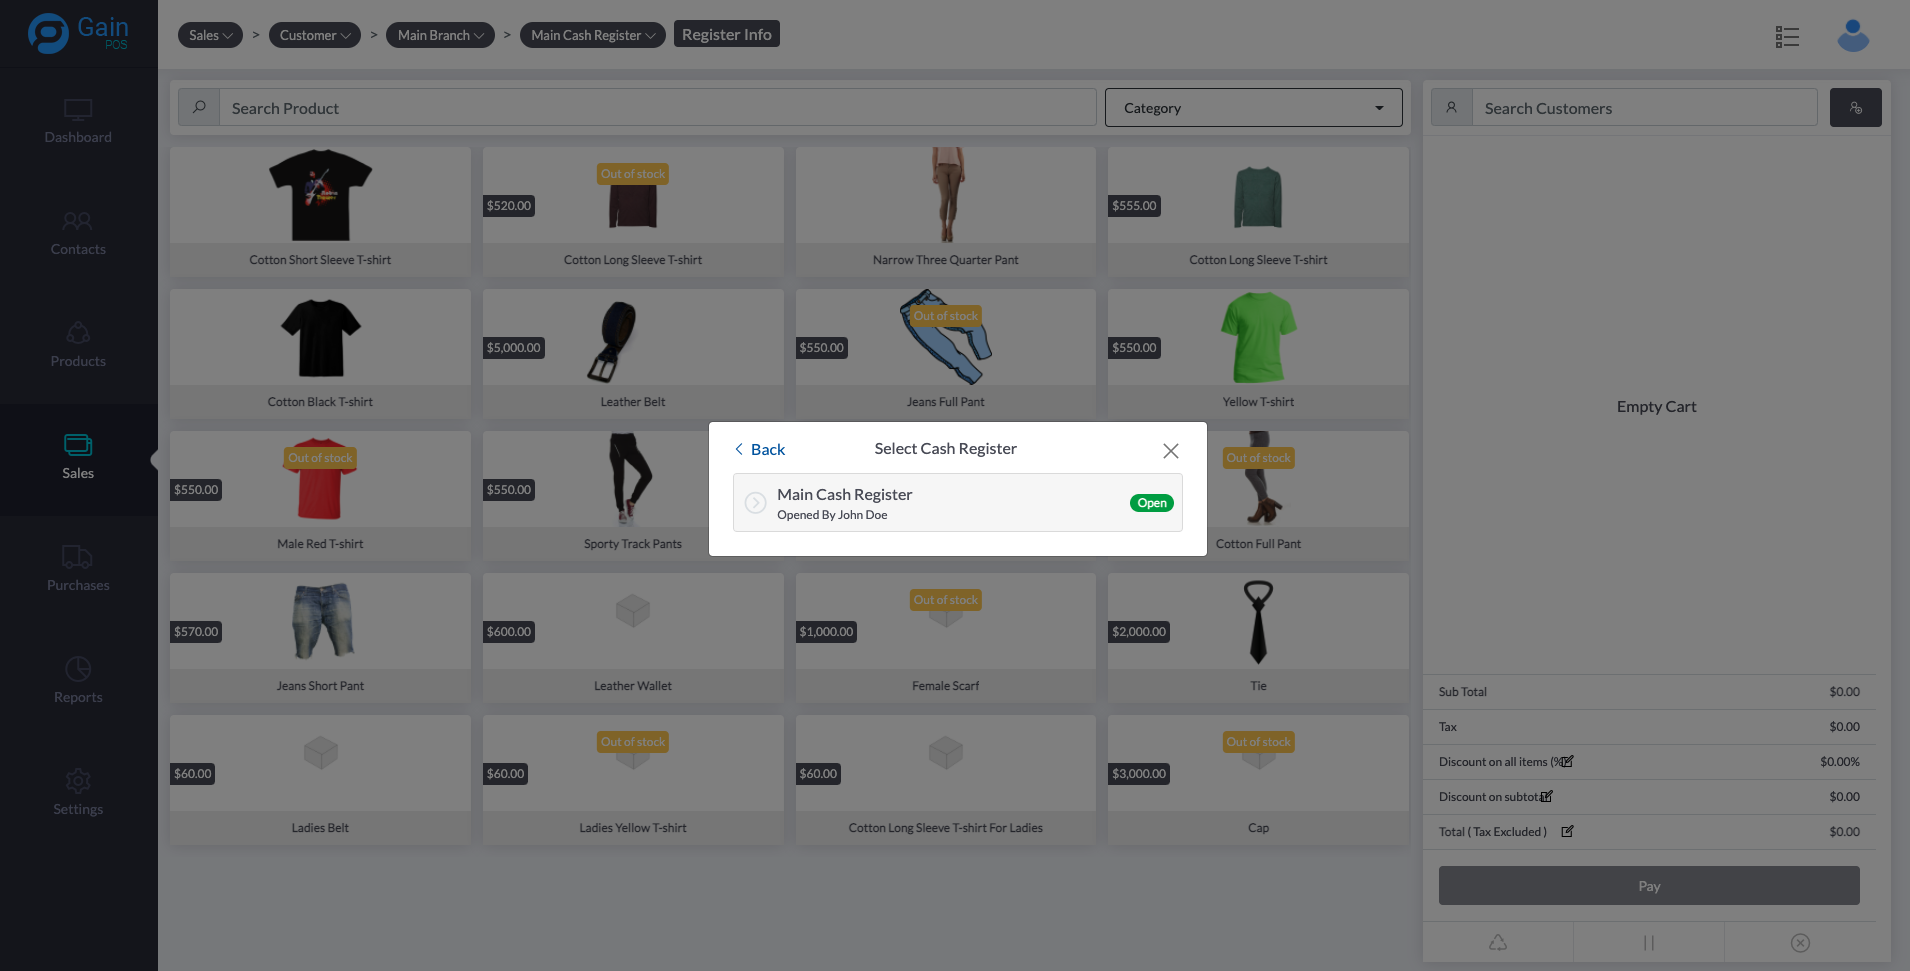 Gain
POS
Sales > Customer > Main Branch > Main Cash Register Register Info
Dashboard
Contacts
Products
Sales
Purchases
Reports
Settings
Search Product
Category
Search Customers
Cotton Short Sleeve T-shirt
Out of stock
$520.00
Cotton Long Sleeve T-shirt
Narrow Three Quarter Pant
$555.00
Cotton Long Sleeve T-shirt
Cotton Black T-shirt
$5,000.00
Leather Belt
Out of stock
$550.00
Jeans Full Pant
$550.00
Yellow T-shirt
Out of stock
$550.00
Male Red T-shirt
$550.00
Sporty Track Pants
Out of stock
Cotton Full Pant
Back
Select Cash Register
Main Cash Register
Opened By John Doe
Open
$570.00
Jeans Short Pant
$600.00
Leather Wallet
Out of stock
$1,000.00
Female Scarf
$2,000.00
Tie
$60.00
Ladies Belt
Out of stock
$60.00
Ladies Yellow T-shirt
$60.00
Cotton Long Sleeve T-shirt For Ladies
Out of stock
$3,000.00
Cap
Empty Cart
Sub Total $0.00
Tax $0.00
Discount on all items (%) $0.00%
Discount on subtotal $0.00
Total ( Tax Excluded ) $0.00
Pay